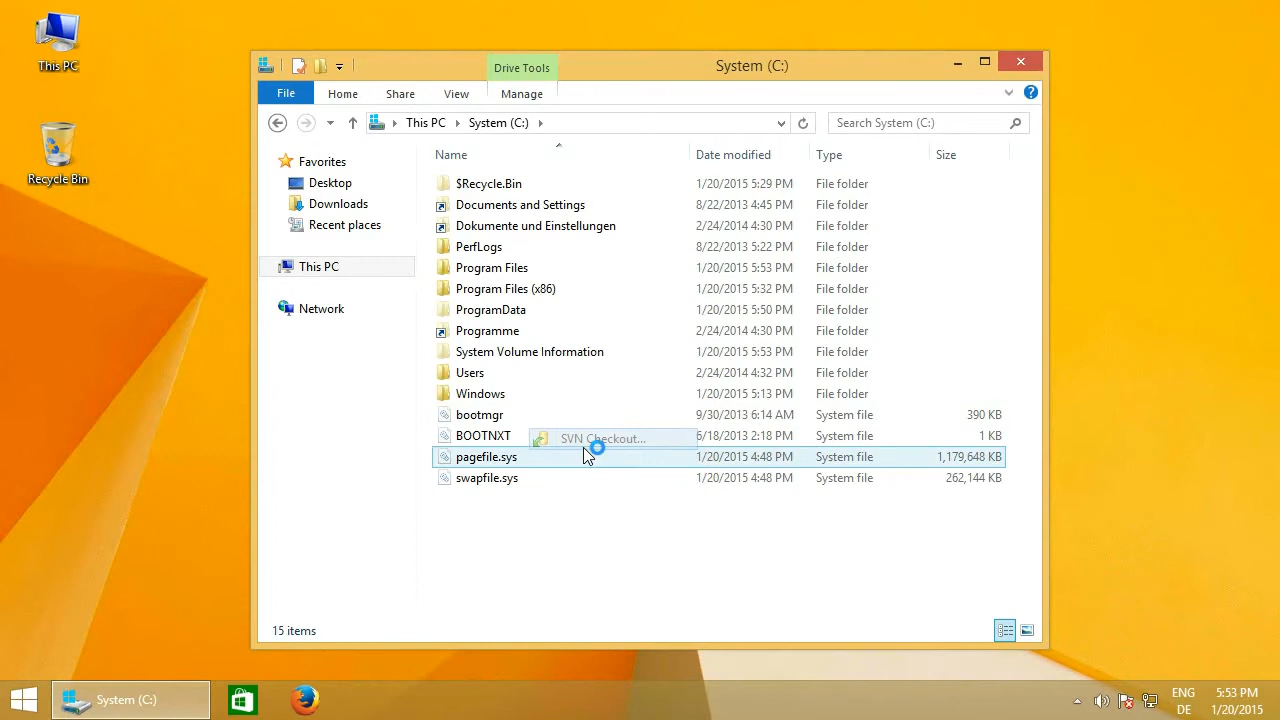 This PC
Recycle Bin
Drive Tools
System (C:)
File Home Share View Manage
This PC System (C:)
Search System (C:)
Favorites
Desktop
Downloads
Recent places
This PC
Network
Name Date modified Type Size
$Recycle.Bin 1/20/2015 5:29 PM File folder
Documents and Settings 8/22/2013 4:45 PM File folder
Dokumente und Einstellungen 2/24/2014 4:30 PM File folder
PerfLogs 8/22/2013 5:22 PM File folder
Program Files 1/20/2015 5:53 PM File folder
Program Files (x86) 1/20/2015 5:32 PM File folder
ProgramData 1/20/2015 5:50 PM File folder
Programme 2/24/2014 4:30 PM File folder
System Volume Information 1/20/2015 5:53 PM File folder
Users 2/24/2014 4:32 PM File folder
Windows 1/20/2015 5:13 PM File folder
bootmgr 9/30/2013 6:14 AM System file 390 KB
BOOTNXT 6/18/2013 2:18 PM System file 1 KB
SVN Checkout...
pagefile.sys 1/20/2015 4:48 PM System file 1,179,648 KB
swapfile.sys 1/20/2015 4:48 PM System file 262,144 KB
15 items
System (C:)
ENG
DE
5:53 PM
1/20/2015